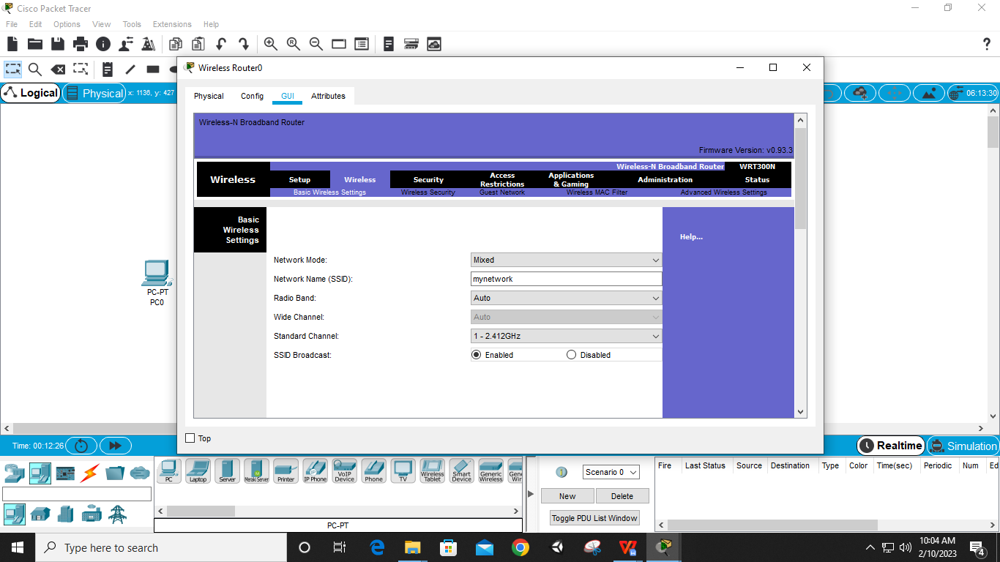 Cisco Packet Tracer
File Edit Options View Tools Extensions Help
?
Wireless Router0
Logical
Physical
x: 1136, y: 427
06:13:30
Physical Config GUI Attributes
Wireless-N Broadband Router
Firmware Version: v0.93.3
Wireless-N Broadband Router WRT300N
Wireless
Setup Wireless Security Access Restrictions Applications & Gaming Administration Status
Basic Wireless Settings Wireless Security Guest Network Wireless MAC Filter Advanced Wireless Settings
Basic
Wireless
Settings
Help...
Network Mode: Mixed
Network Name (SSID): mynetwork
Radio Band: Auto
Wide Channel: Auto
Standard Channel: 1 - 2.412GHz
SSID Broadcast: Enabled Disabled
PC-PT
PC0
Top
Time: 00:12:26
Realtime
Simulation
PC Laptop Server Meraki Server Printer IP Phone VoIP Device Phone TV Wireless Tablet Smart Device Generic Wireless
PC-PT
Scenario 0
New Delete
Toggle PDU List Window
Fire Last Status Source Destination Type Color Time(sec) Periodic Num Edi
Type here to search
10:04 AM
2/10/2023
4